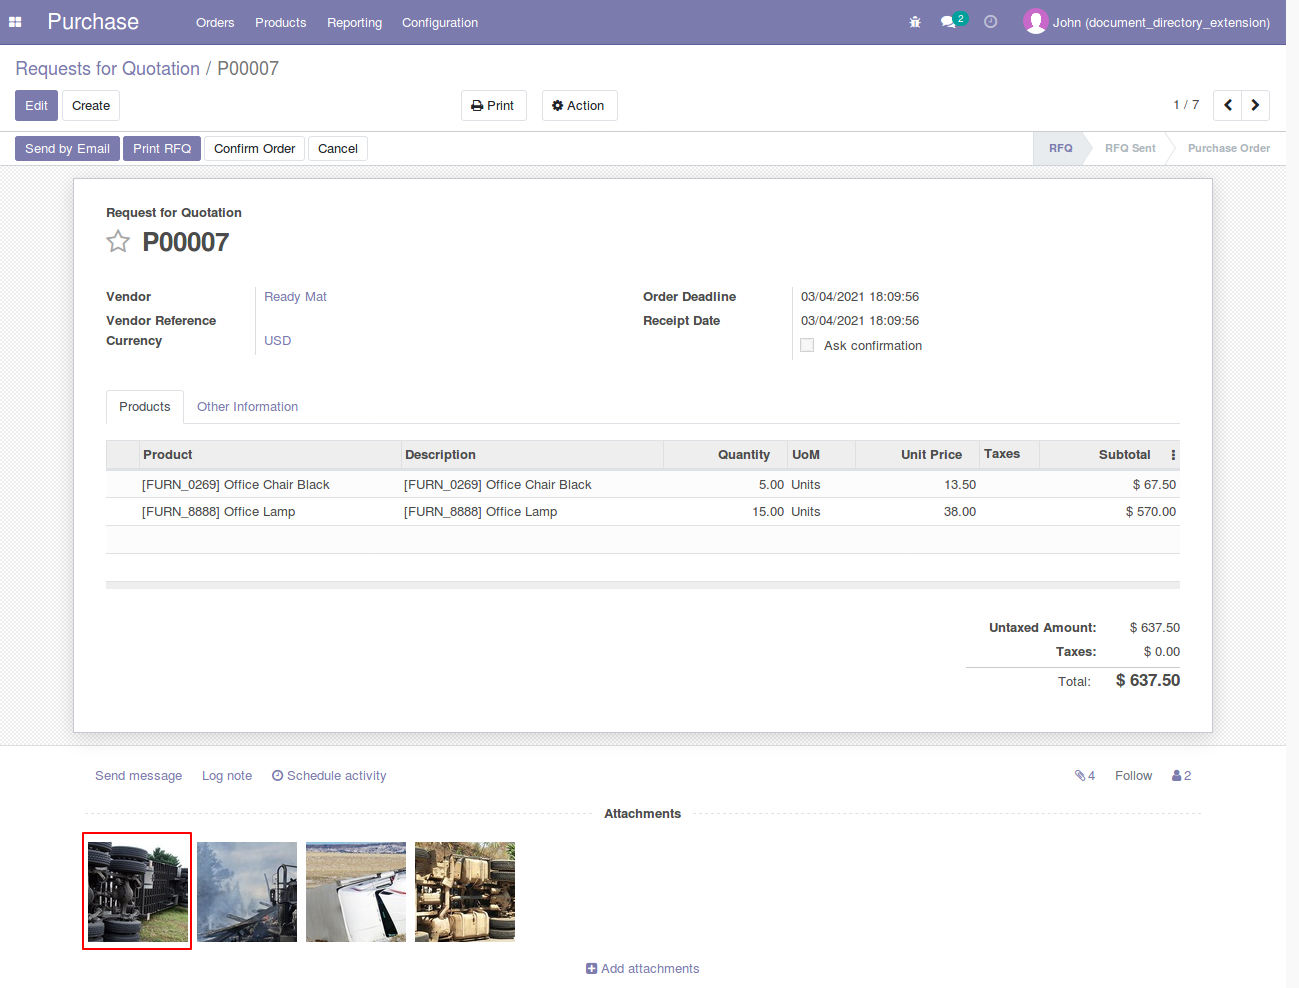 Purchase Orders Products Reporting Configuration 2 John (document_directory_extension)
Requests for Quotation / P00007
Edit Create Print Action 1 / 7
Send by Email Print RFQ Confirm Order Cancel RFQ RFQ Sent Purchase Order
Request for Quotation
P00007
Vendor Ready Mat Order Deadline 03/04/2021 18:09:56
Vendor Reference Receipt Date 03/04/2021 18:09:56
Currency USD Ask confirmation
Products Other Information
Product Description Quantity UoM Unit Price Taxes Subtotal
[FURN_0269] Office Chair Black [FURN_0269] Office Chair Black 5.00 Units 13.50 $ 67.50
[FURN_8888] Office Lamp [FURN_8888] Office Lamp 15.00 Units 38.00 $ 570.00
Untaxed Amount: $ 637.50
Taxes: $ 0.00
Total: $ 637.50
Send message Log note Schedule activity 4 Follow 2
Attachments
Add attachments